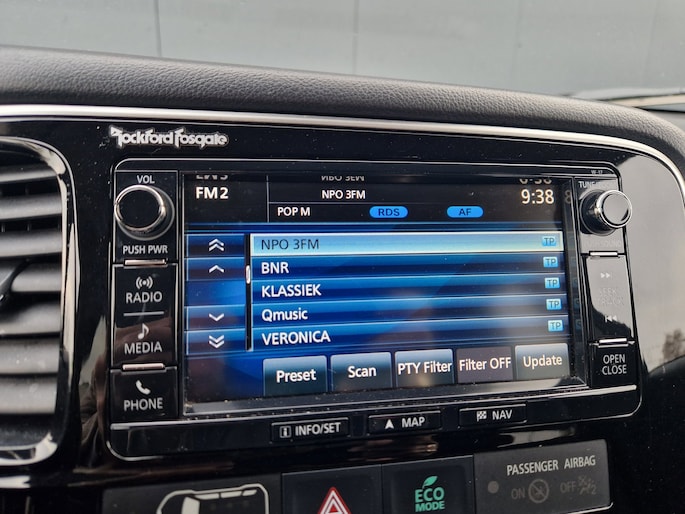 Rockford Fosgate
W-17
VOL
PUSH PWR
RADIO
MEDIA
PHONE
FM2
NPO 3FM
9:38
POP M
RDS
AF
NPO 3FM TP
BNR TP
KLASSIEK TP
Qmusic TP
VERONICA TP
Preset
Scan
PTY Filter
Filter OFF
Update
OPEN
CLOSE
i INFO/SET
MAP
NAV
ECO
MODE
PASSENGER AIRBAG
ON
OFF